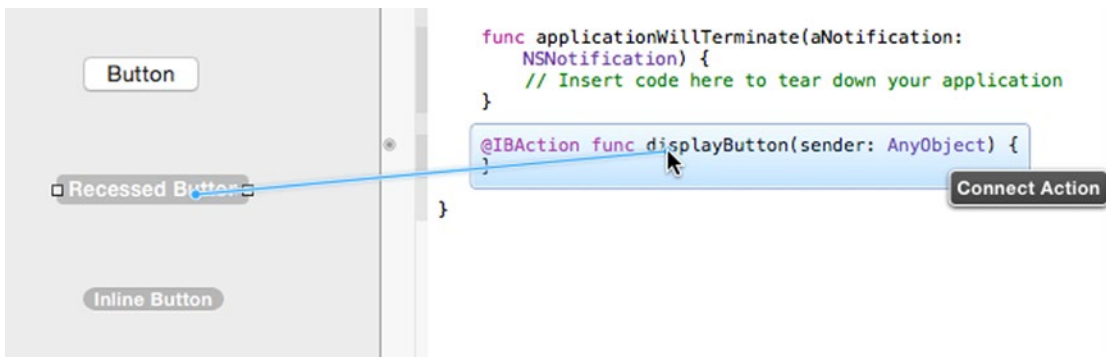 Button
Recessed Button
Inline Button
func applicationWillTerminate(aNotification:
NSNotification) {
// Insert code here to tear down your application
}
@IBAction func displayButton(sender: AnyObject) {
}
Connect Action
}